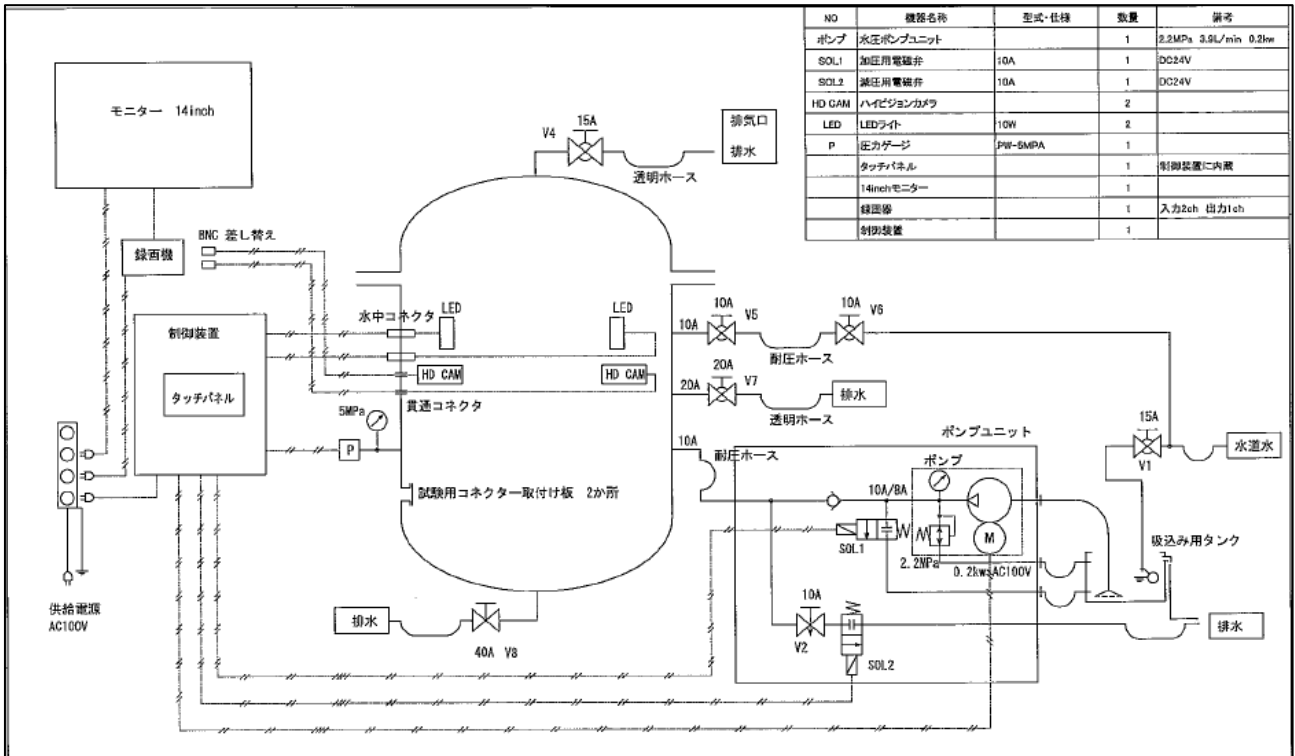 NO 機器名称 型式・仕様 数量 備考
ポンプ 水圧ポンプユニット 1 2.2MPa 3.9L/min 0.2kw
SOL1 加圧用電磁弁 10A 1 DC24V
SOL2 減圧用電磁弁 10A 1 DC24V
HD CAM ハイビジョンカメラ 2
LED LEDライト 10W 2
P 圧力ゲージ PW-5MPA 1
タッチパネル 1 制御装置に内蔵
14inchモニター 1
録画器 1 入力2ch 出力1ch
制御装置 1
モニター 14inch
V4
15A
排気口
排水
透明ホース
録画機
BNC 差し替え
制御装置
タッチパネル
水中コネクタ
LED
LED
HD CAM
HD CAM
貫通コネクタ
5MPa
P
試験用コネクター取付け板 2か所
10A
10A
V5
10A
V6
耐圧ホース
20A
20A
V7
排水
透明ホース
10A
耐圧ホース
ポンプユニット
ポンプ
10A/BA
M
SOL1
2.2MPa
0.2kw:AC100V
15A
V1
水道水
吸込み用タンク
10A
V2
SOL2
排水
供給電源
AC100V
排水
40A V8